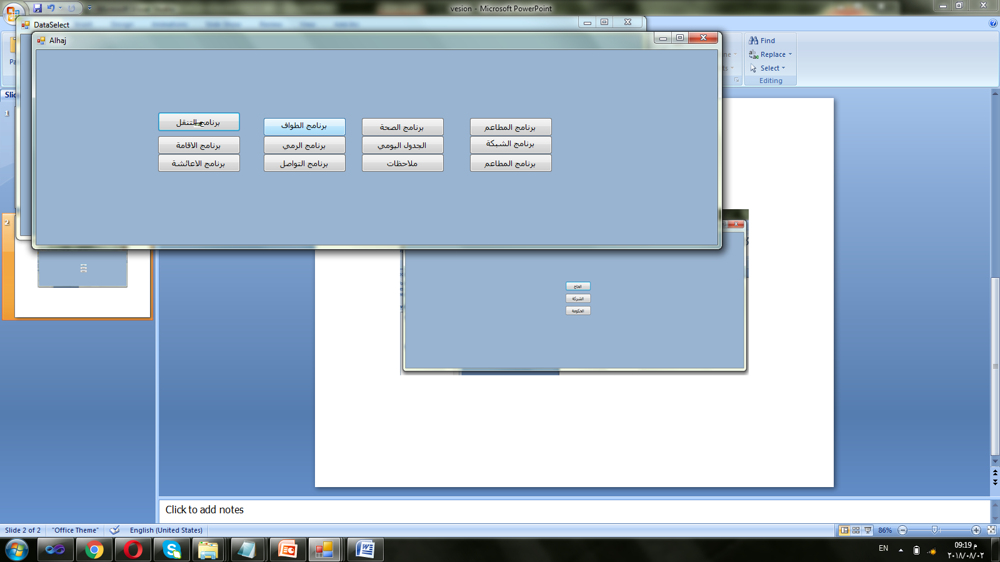 vesion - Microsoft PowerPoint
DataSelect
Alhaj
Find
Replace
Select
Editing
برنامج التنقل
برنامج الطواف
برنامج الصحة
برنامج المطاعم
برنامج الاقامة
برنامج الرمي
الجدول اليومي
برنامج الشبكة
برنامج الاعائشة
برنامج التواصل
ملاحظات
برنامج المطاعم
1
2
الحاج
الشركة
الحكومة
Click to add notes
Slide 2 of 2
"Office Theme"
English (United States)
86%
EN
09:19 م
٢٠١٨/٠٨/٠٢